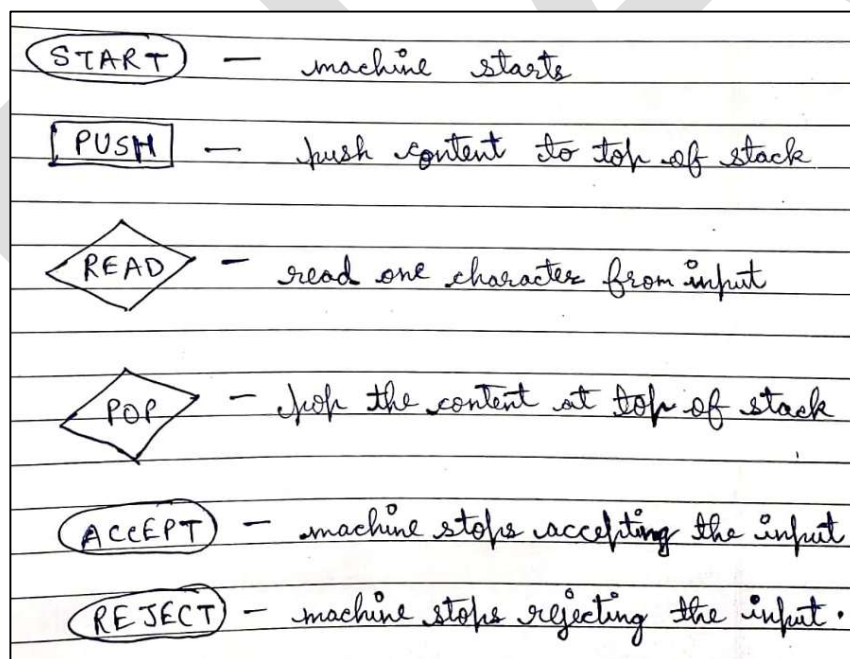 START - machine starts
PUSH - push content to top of stack
READ - read one character from input
POP - pop the content at top of stack
ACCEPT - machine stops accepting the input
REJECT - machine stops rejecting the input.